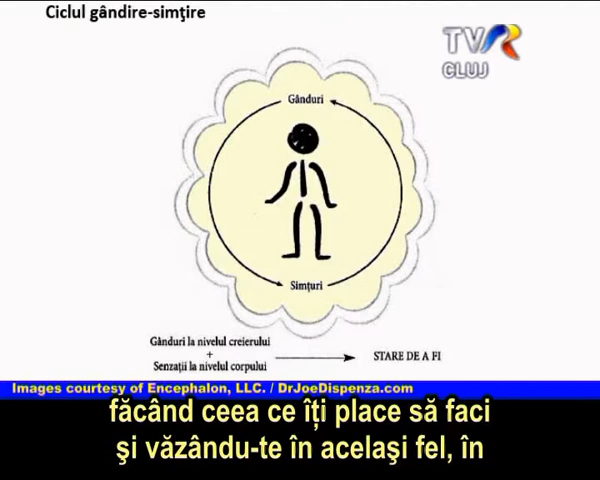 Ciclul gândire-simţire
TVR
CLUJ
Gânduri
Simţuri
Gânduri la nivelul creierului
+
Senzaţii la nivelul corpului
STARE DE A FI
Images courtesy of Encephalon, LLC. / DrJoeDispenza.com
făcând ceea ce îţi place să faci
şi văzându-te în acelaşi fel, în